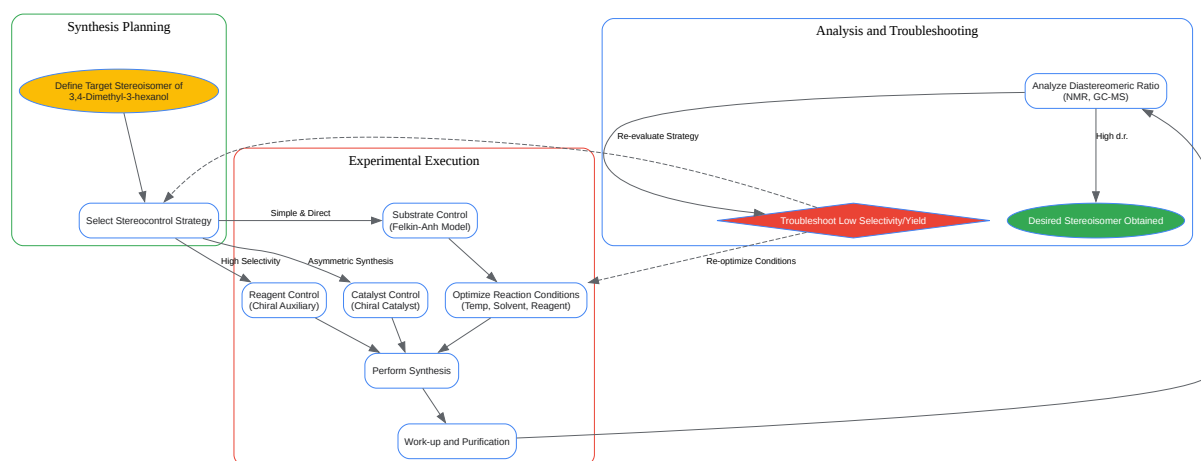 Synthesis Planning
Define Target Stereoisomer of
3,4-Dimethyl-3-hexanol
Select Stereocontrol Strategy
Experimental Execution
Simple & Direct
Substrate Control
(Felkin-Anh Model)
High Selectivity
Asymmetric Synthesis
Reagent Control
(Chiral Auxiliary)
Catalyst Control
(Chiral Catalyst)
Optimize Reaction Conditions
(Temp, Solvent, Reagent)
Perform Synthesis
Work-up and Purification
Analysis and Troubleshooting
Analyze Diastereomeric Ratio
(NMR, GC-MS)
Re-evaluate Strategy
High d.r.
Troubleshoot Low Selectivity/Yield
Desired Stereoisomer Obtained
Re-optimize Conditions